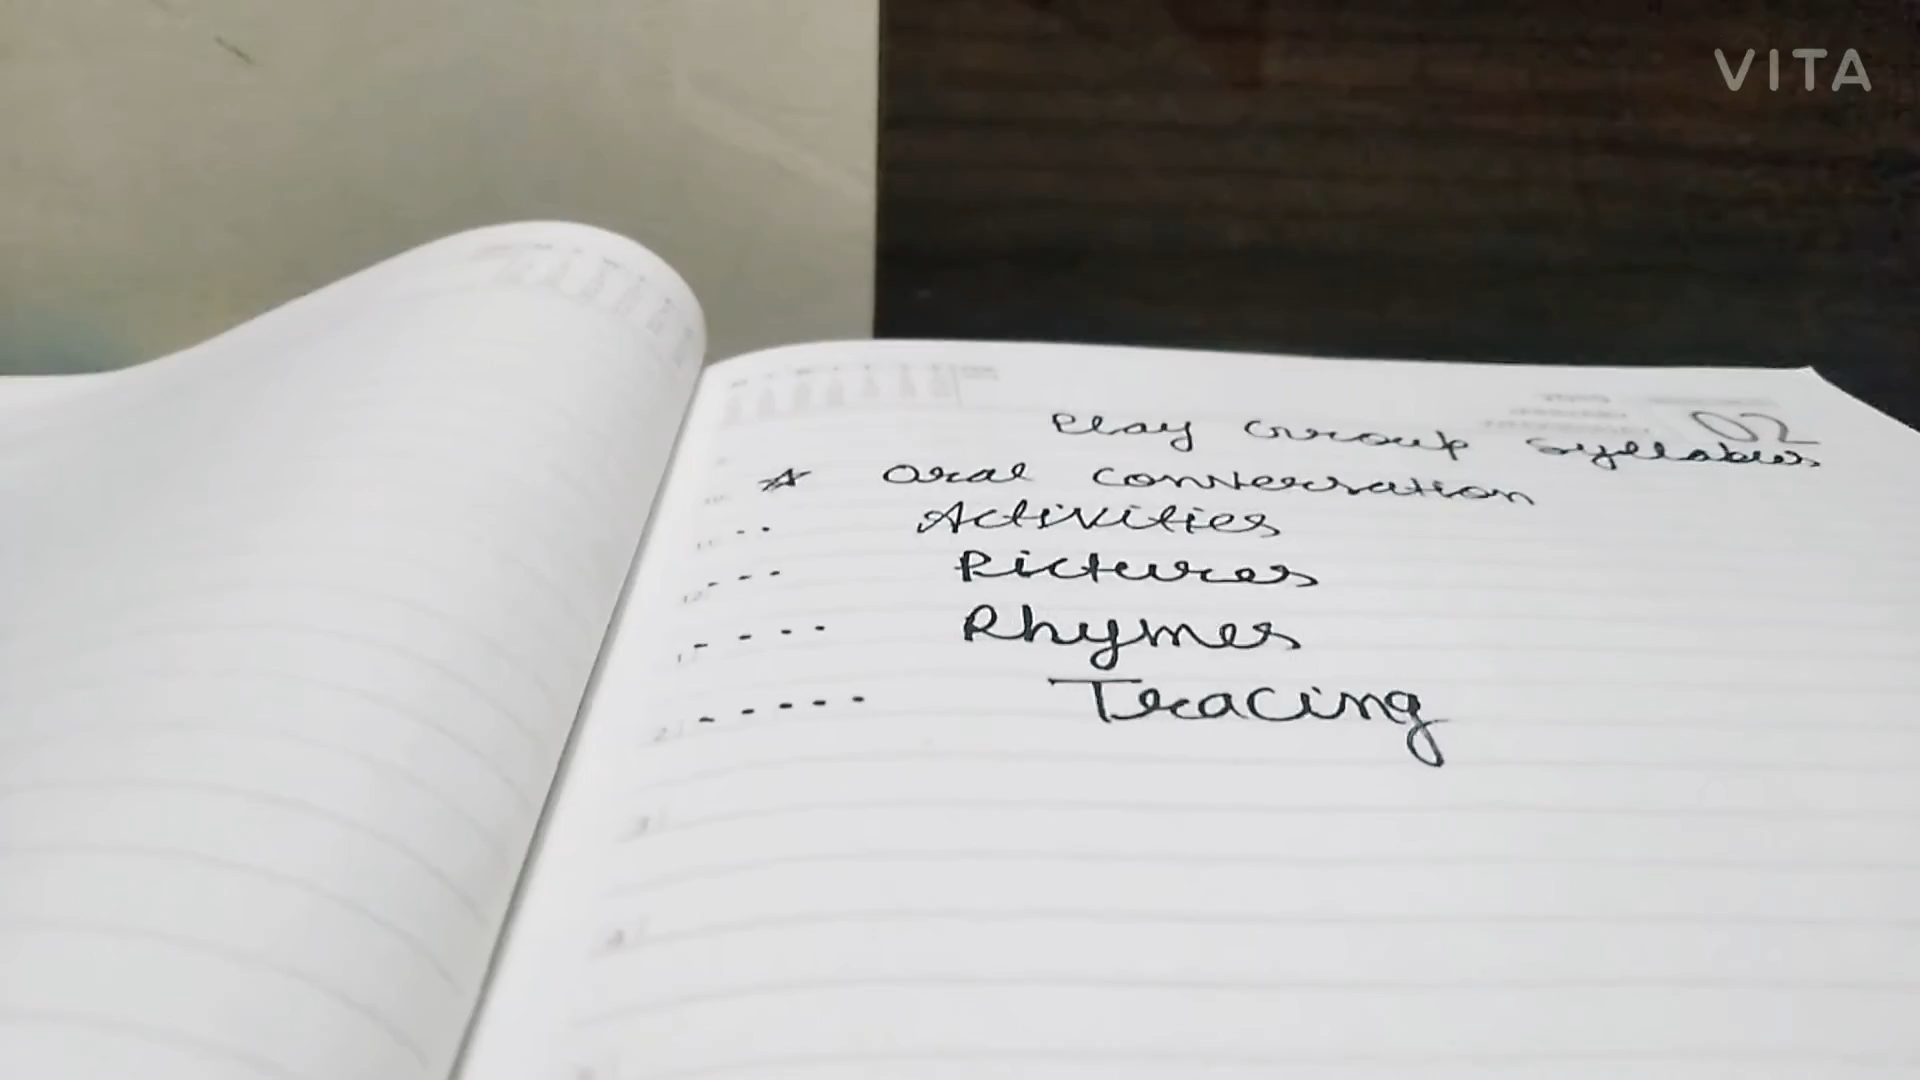 VITA
02
Play Group Syllabus
☆ Oral Conversation
.. Activities
... Pictures
.... Rhymes
..... Tracing